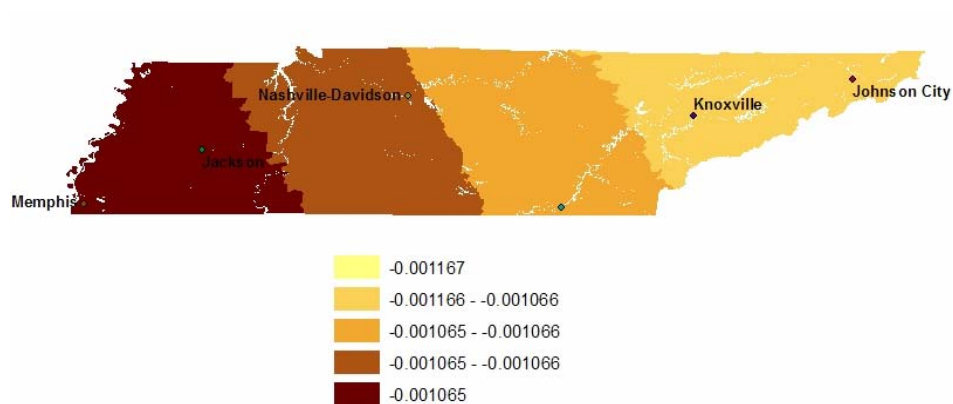 Nashville-Davidson
Johnson City
Knoxville
Jackson
Memphis
-0.001167
-0.001166 - -0.001066
-0.001065 - -0.001066
-0.001065 - -0.001066
-0.001065